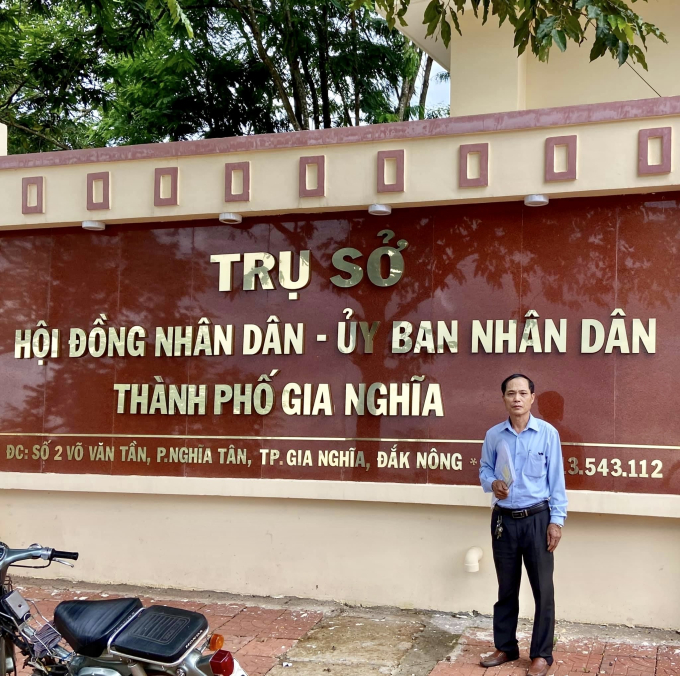 TRỤ SỞ
HỘI ĐỒNG NHÂN DÂN - ỦY BAN NHÂN DÂN
THÀNH PHỐ GIA NGHĨA
ĐC: SỐ 2 VÕ VĂN TẦN, P.NGHĨA TÂN, TP. GIA NGHĨA, ĐẮK NÔNG * 13.543.112